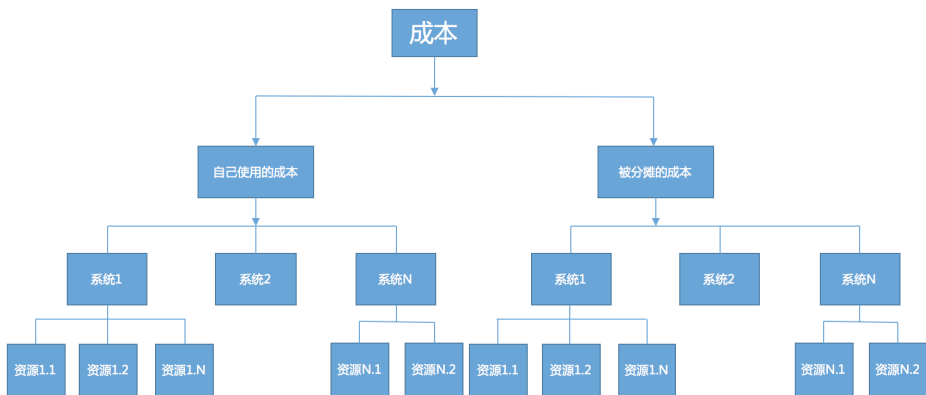 成本
自己使用的成本
被分摊的成本
系统1
系统2
系统N
系统1
系统2
系统N
资源1.1
资源1.2
资源1.N
资源N.1
资源N.2
资源1.1
资源1.2
资源1.N
资源N.1
资源N.2